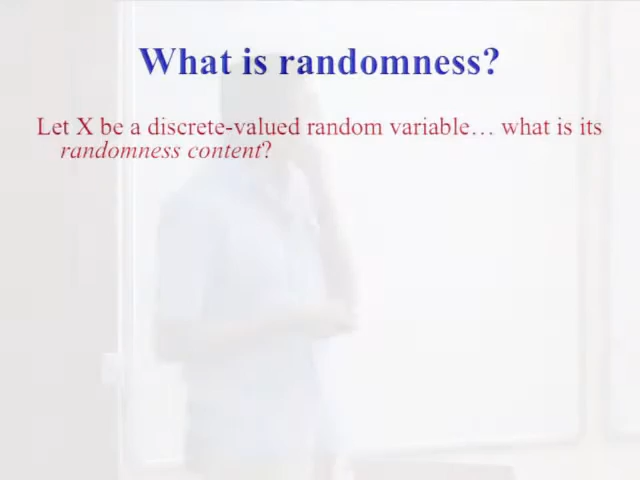 What is randomness?
Let X be a discrete-valued random variable… what is its
randomness content?